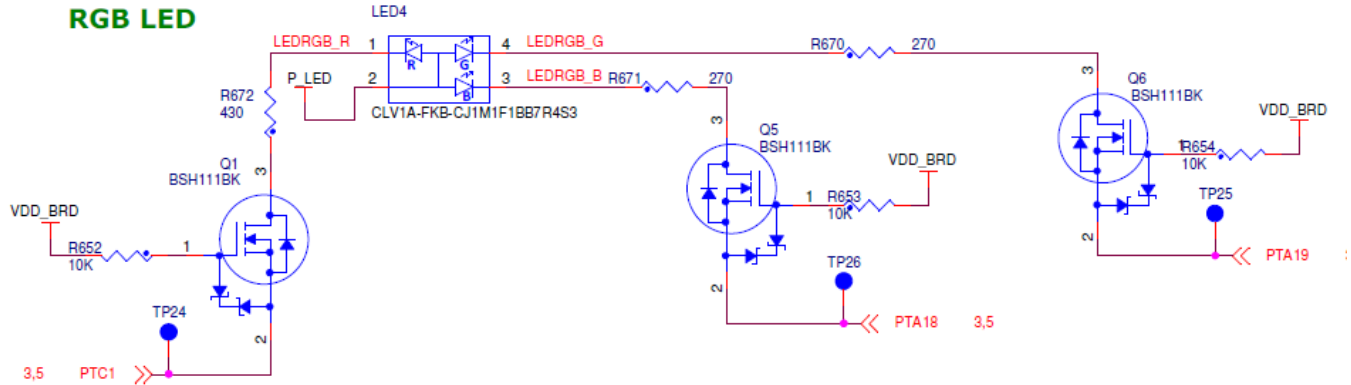 RGB LED
LED4
LEDRGB_R 1 4 LEDRGB_G R670 270
P_LED 2 R G B 3 LEDRGB_B R671 270
CLV1A-FKB-CJ1M1F1BB7R4S3
R672
430
3 Q6
BSH111BK
VDD_BRD
1 R654
10K
3 Q5
BSH111BK
VDD_BRD
1 R653
10K
3 Q1
BSH111BK
VDD_BRD
R652 1
10K
TP25
2 PTA19
TP26
2 PTA18 3,5
TP24
2
3,5 PTC1